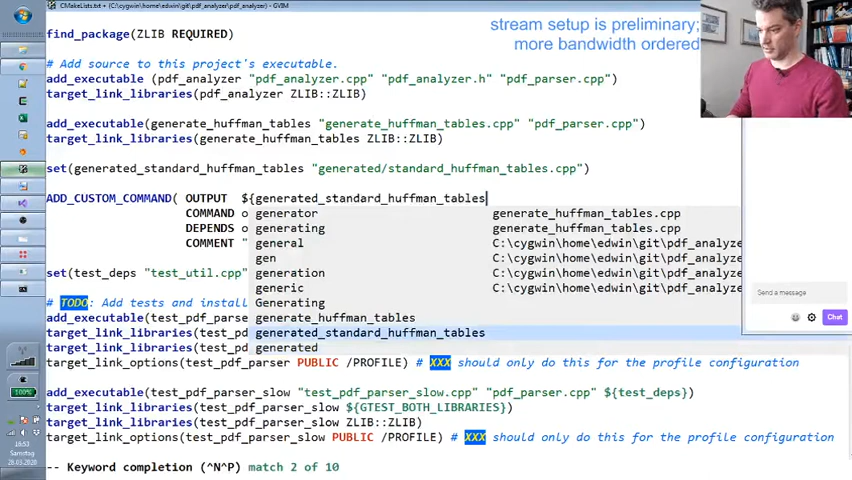 CMakeLists.txt + (C:\cygwin\home\edwin\git\pdf_analyzer\pdf_analyzer) - GVIM
stream setup is preliminary;
more bandwidth ordered
find_package(ZLIB REQUIRED)
# Add source to this project's executable.
add_executable (pdf_analyzer "pdf_analyzer.cpp" "pdf_analyzer.h" "pdf_parser.cpp")
target_link_libraries(pdf_analyzer ZLIB::ZLIB)
add_executable(generate_huffman_tables "generate_huffman_tables.cpp" "pdf_parser.cpp")
target_link_libraries(generate_huffman_tables ZLIB::ZLIB)
set(generated_standard_huffman_tables "generated/standard_huffman_tables.cpp")
ADD_CUSTOM_COMMAND( OUTPUT ${generated_standard_huffman_tables
COMMAND o generator generate_huffman_tables.cpp
DEPENDS o generating generate_huffman_tables.cpp
COMMENT " general C:\cygwin\home\edwin\git\pdf_analyze
gen C:\cygwin\home\edwin\git\pdf_analyze
set(test_deps "test_util.cpp" generation C:\cygwin\home\edwin\git\pdf_analyze
generic C:\cygwin\home\edwin\git\pdf_analyze
# TODO: Add tests and instal Generating
add_executable(test_pdf_parse generate_huffman_tables
target_link_libraries(test_pd generated_standard_huffman_tables
target_link_libraries(test_pd generated
target_link_options(test_pdf_parser PUBLIC /PROFILE) # XXX should only do this for the profile configuration
add_executable(test_pdf_parser_slow "test_pdf_parser_slow.cpp" "pdf_parser.cpp" ${test_deps})
target_link_libraries(test_pdf_parser_slow ${GTEST_BOTH_LIBRARIES})
target_link_libraries(test_pdf_parser_slow ZLIB::ZLIB)
target_link_options(test_pdf_parser_slow PUBLIC /PROFILE) # XXX should only do this for the profile configuration
-- Keyword completion (^N^P) match 2 of 10
Send a message
Chat
100%
Samstag
28.03.2020